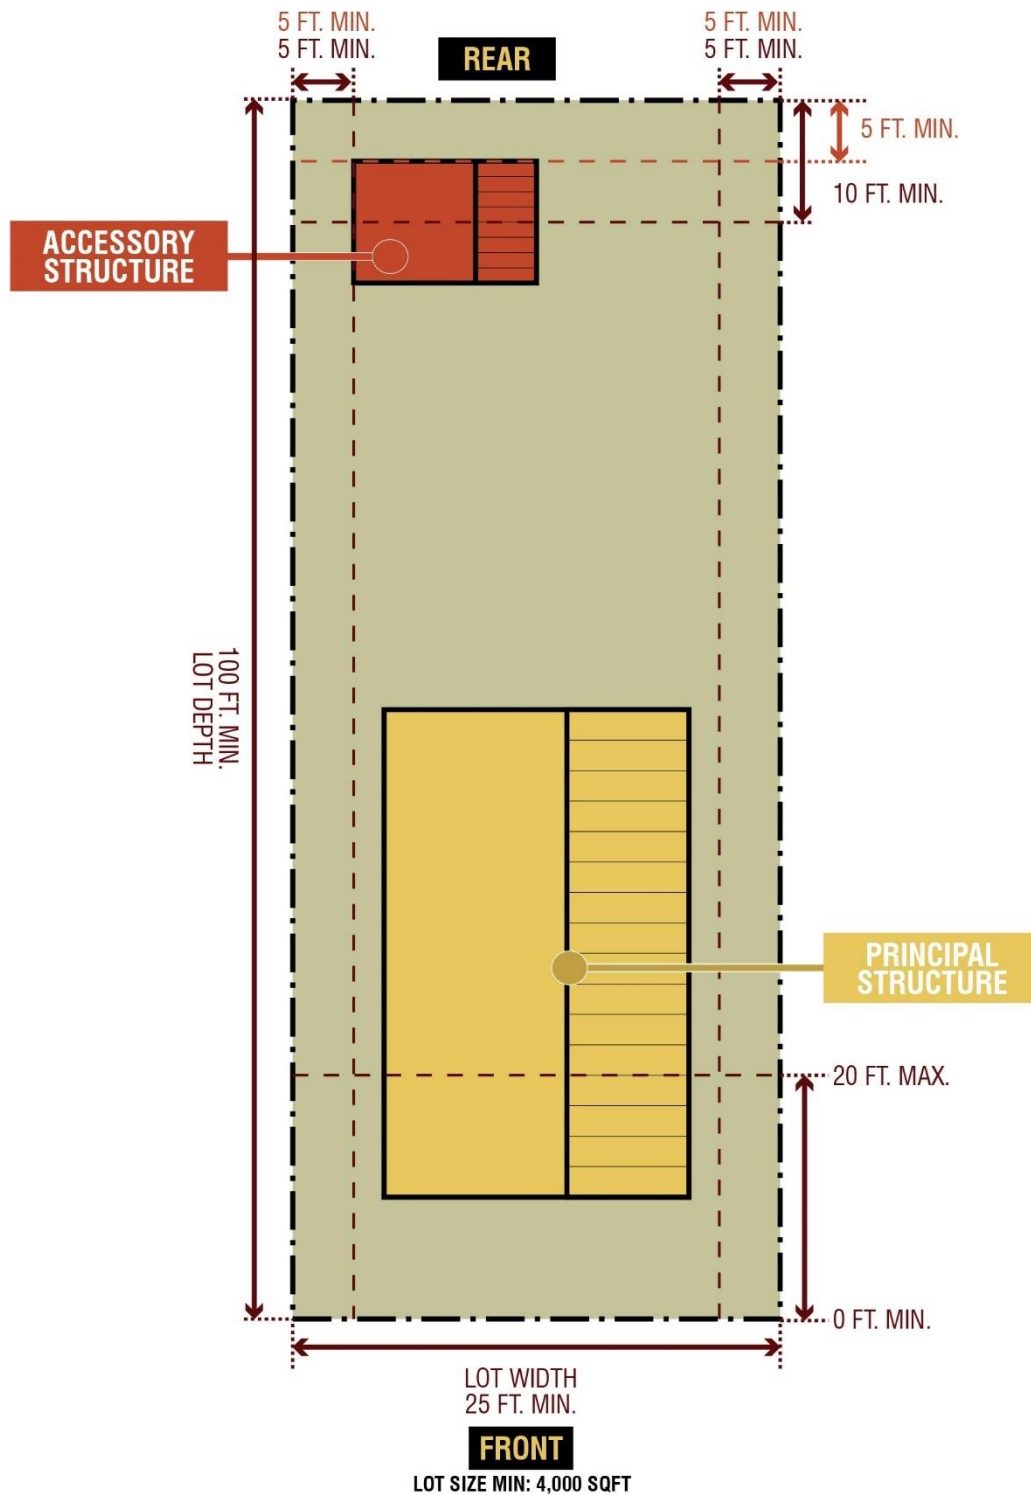 5 FT. MIN.
5 FT. MIN.
REAR
5 FT. MIN.
5 FT. MIN.
5 FT. MIN.
10 FT. MIN.
ACCESSORY
STRUCTURE
100 FT. MIN.
LOT DEPTH
PRINCIPAL
STRUCTURE
20 FT. MAX.
0 FT. MIN.
LOT WIDTH
25 FT. MIN.
FRONT
LOT SIZE MIN: 4,000 SQFT